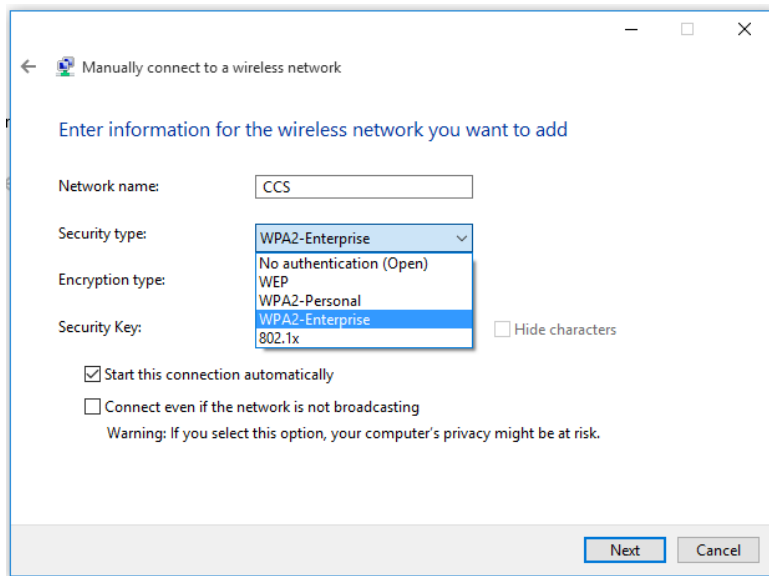 Manually connect to a wireless network
Enter information for the wireless network you want to add
Network name: CCS
Security type: WPA2-Enterprise
No authentication (Open)
Encryption type: WEP
WPA2-Personal
WPA2-Enterprise
Security Key: Hide characters
802.1x
Start this connection automatically
Connect even if the network is not broadcasting
Warning: If you select this option, your computer's privacy might be at risk.
Next Cancel